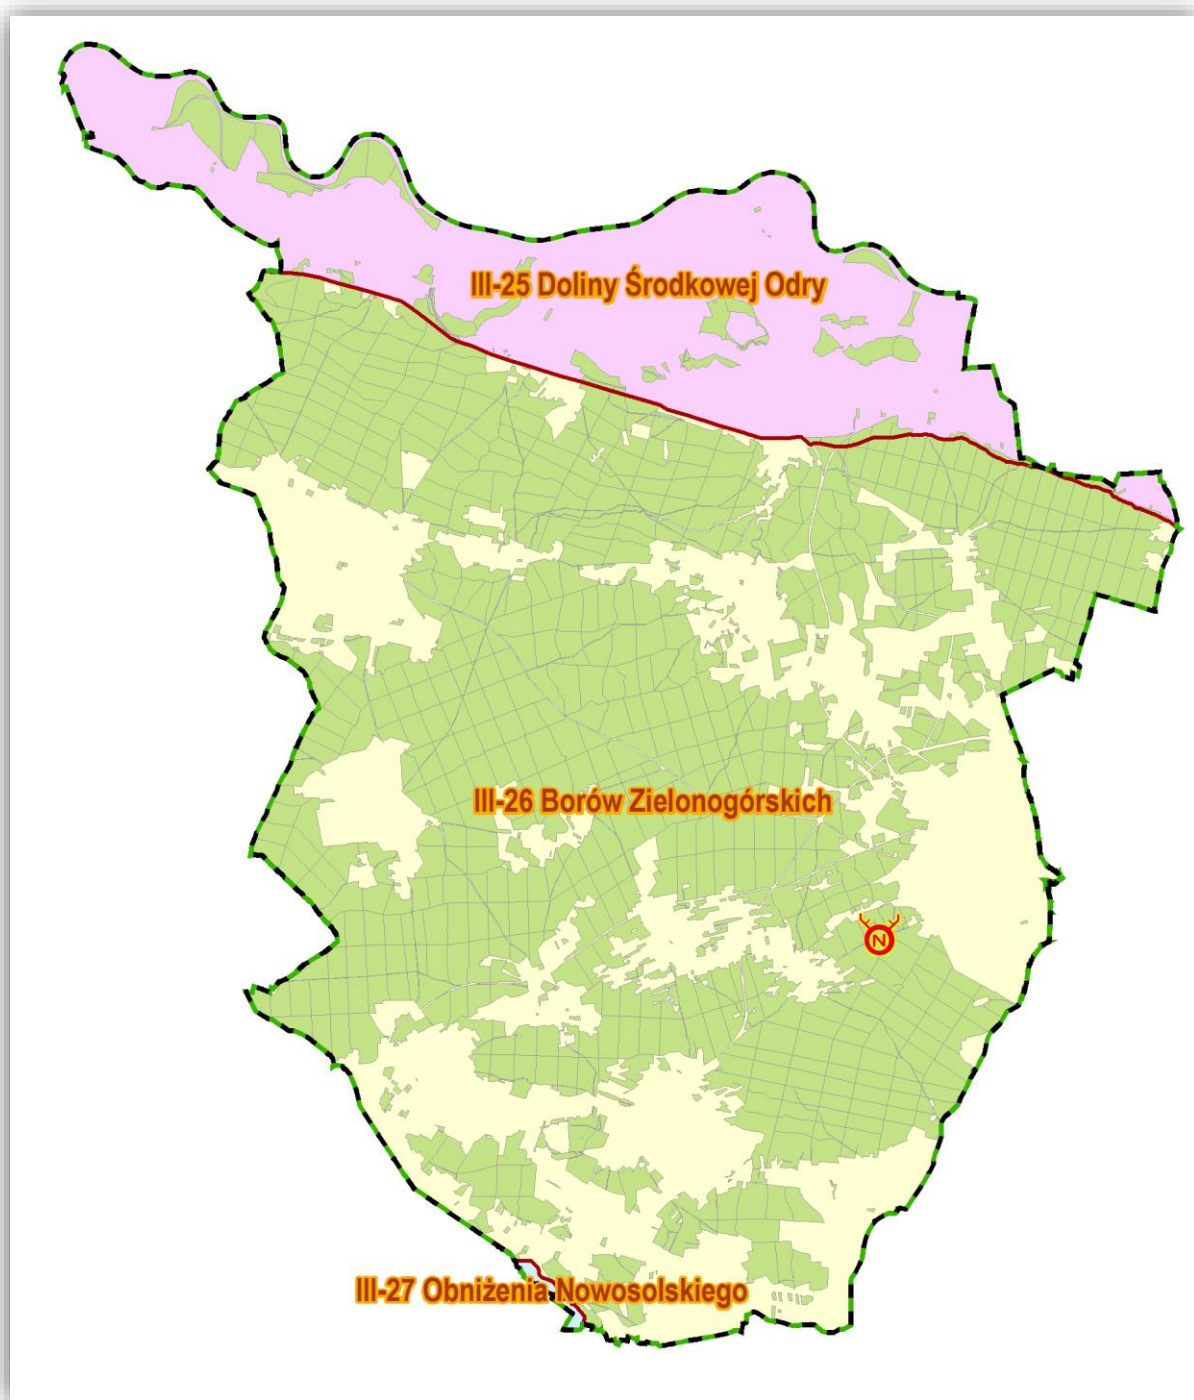 III-25 Doliny Środkowej Odry
III-26 Borów Zielonogórskich
N
III-27 Obniżenia Nowosolskiego